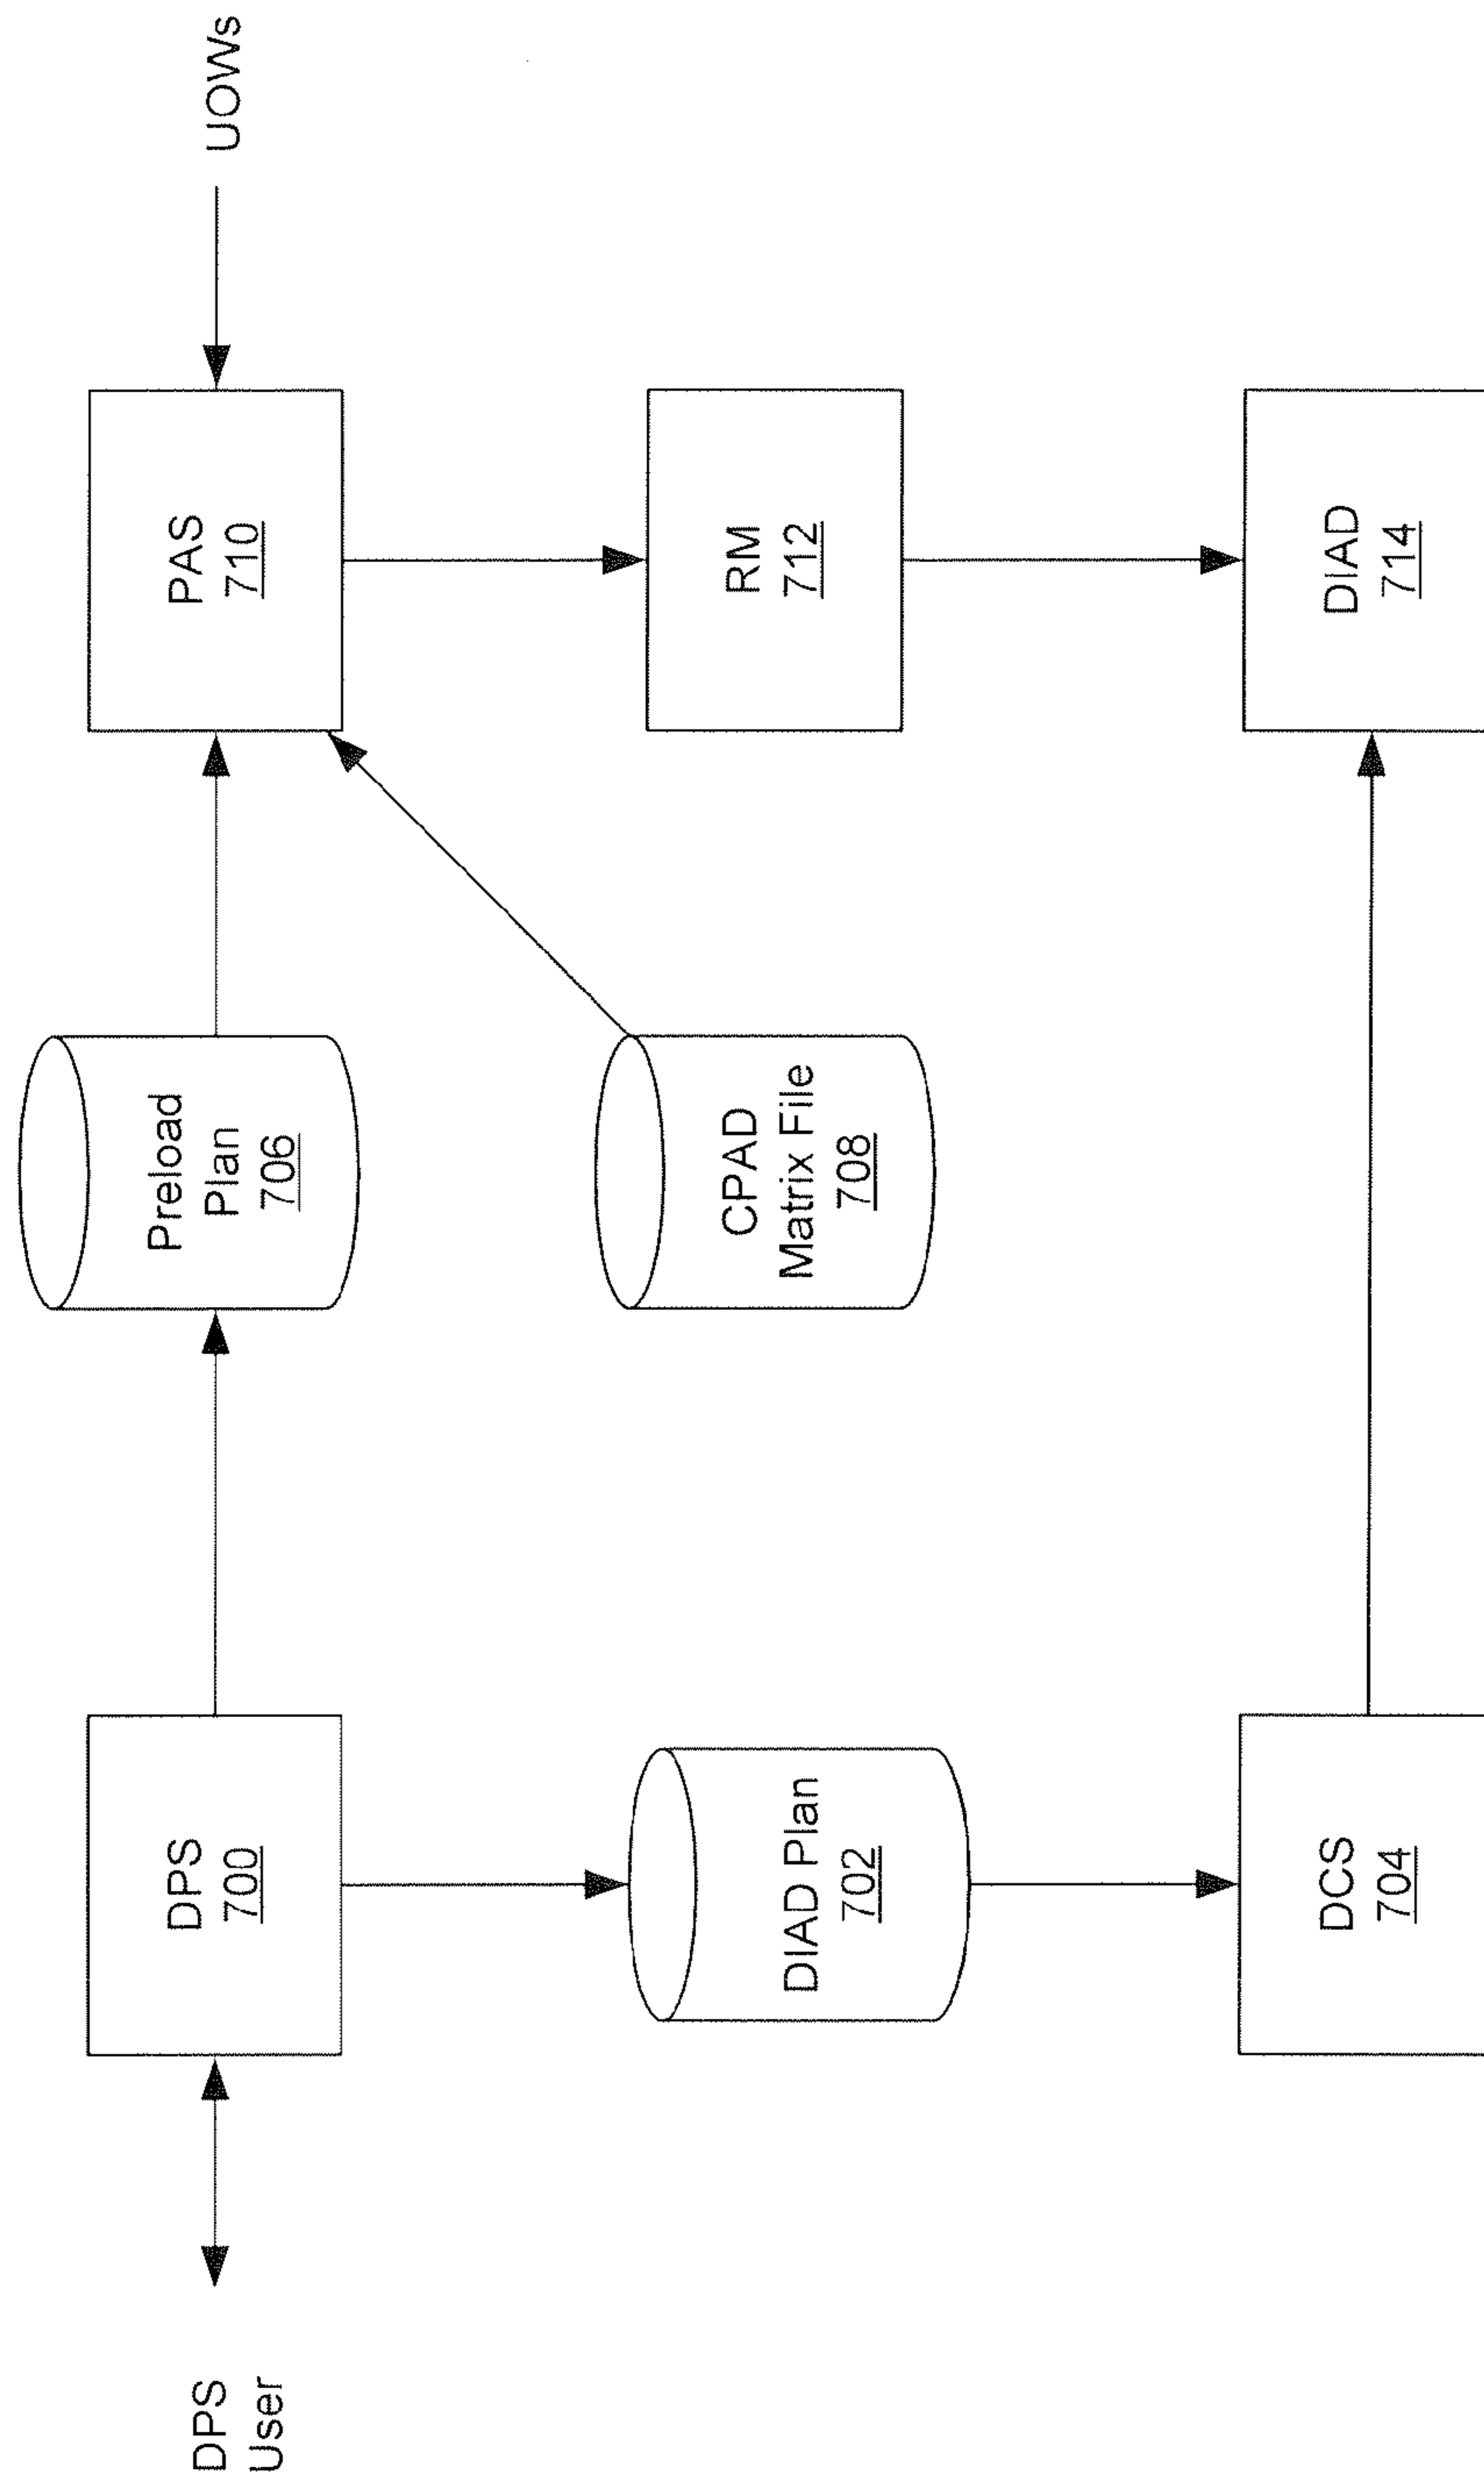 DPS
User
DPS
700
Preload
Plan
706
PAS
710
UOWs
DIAD Plan
702
CPAD
Matrix File
708
RM
712
DCS
704
DIAD
714